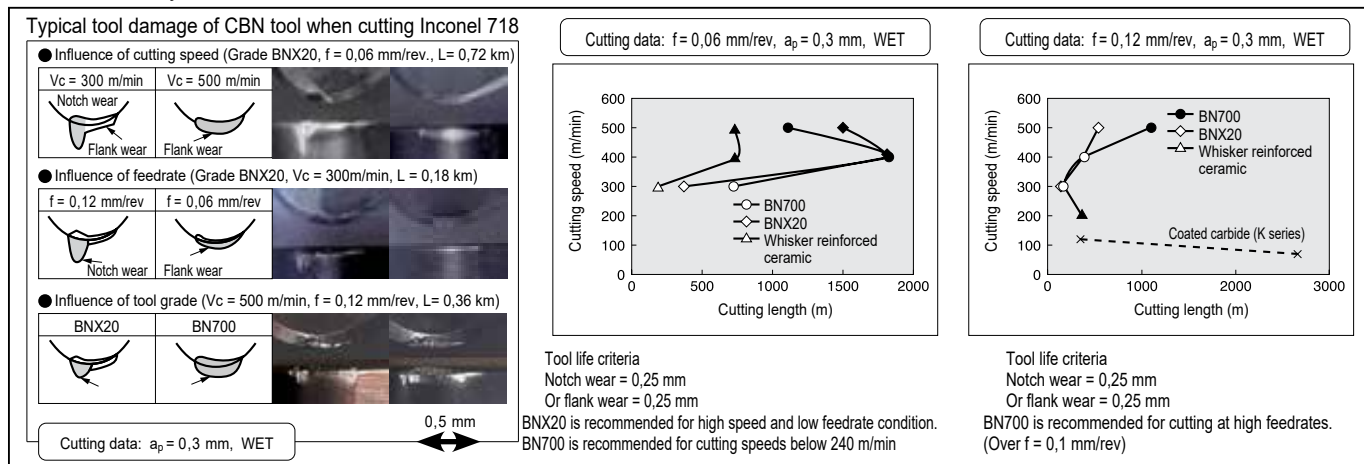 Typical tool damage of CBN tool when cutting Inconel 718
● Influence of cutting speed (Grade BNX20, f = 0,06 mm/rev., L= 0,72 km)
Vc = 300 m/min
Vc = 500 m/min
Notch wear
Flank wear
Flank wear
● Influence of feedrate (Grade BNX20, Vc = 300m/min, L = 0,18 km)
f = 0,12 mm/rev
f = 0,06 mm/rev
Notch wear
Flank wear
● Influence of tool grade (Vc = 500 m/min, f = 0,12 mm/rev, L= 0,36 km)
BNX20
BN700
Cutting data: ap = 0,3 mm, WET
0,5 mm
Cutting data: f = 0,06 mm/rev, ap = 0,3 mm, WET
Cutting speed (m/min)
600
500
400
300
200
100
0
BN700
BNX20
Whisker reinforced
ceramic
0 500 1000 1500 2000
Cutting length (m)
Tool life criteria
Notch wear = 0,25 mm
Or flank wear = 0,25 mm
BNX20 is recommended for high speed and low feedrate condition.
BN700 is recommended for cutting speeds below 240 m/min
Cutting data: f = 0,12 mm/rev, ap = 0,3 mm, WET
Cutting speed (m/min)
600
500
400
300
200
100
0
BN700
BNX20
Whisker reinforced
ceramic
Coated carbide (K series)
0 1000 2000 3000
Cutting length (m)
Tool life criteria
Notch wear = 0,25 mm
Or flank wear = 0,25 mm
BN700 is recommended for cutting at high feedrates.
(Over f = 0,1 mm/rev)